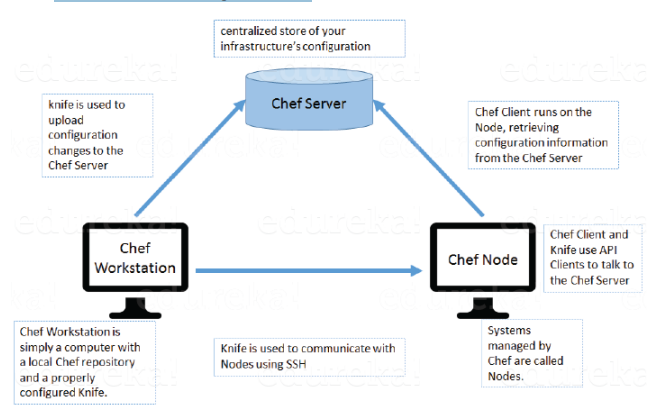 centralized store of your
infrastructure's configuration
Chef Server
knife is used to
upload
configuration
changes to the
Chef Server
Chef Client runs on the
Node, retrieving
configuration information
from the Chef Server
Chef
Workstation
Chef Node
Chef Client and
Knife use API
Clients to talk to
the Chef Server
Chef Workstation is
simply a computer with
a local Chef repository
and a properly
configured Knife.
Knife is used to communicate with
Nodes using SSH
Systems
managed by
Chef are called
Nodes.
edureka!
edureka!